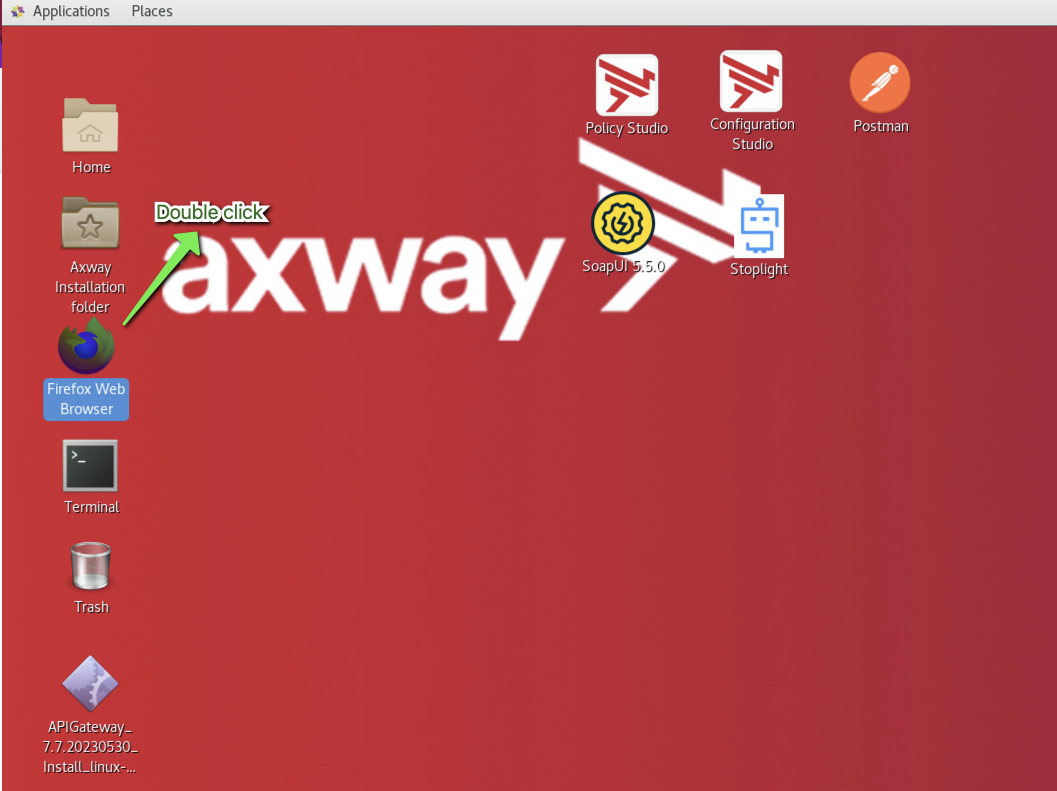 Applications Places
Policy Studio
Configuration
Studio
Postman
Home
Double click
axway
Axway
Installation
folder
SoapUI 5.5.0
Stoplight
Firefox Web
Browser
>_
Terminal
Trash
APIGateway_
7.7.20230530_
Install_linux-...